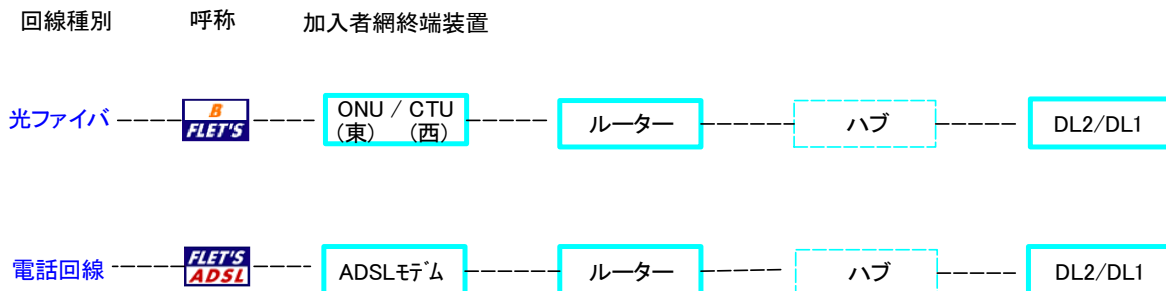 回線種別 呼称 加入者網終端装置
光ファイバ B FLET'S ONU / CTU ルーター ハブ DL2/DL1
(東) (西)
電話回線 FLET'S ADSL ADSLﾓﾃﾞﾑ ルーター ハブ DL2/DL1